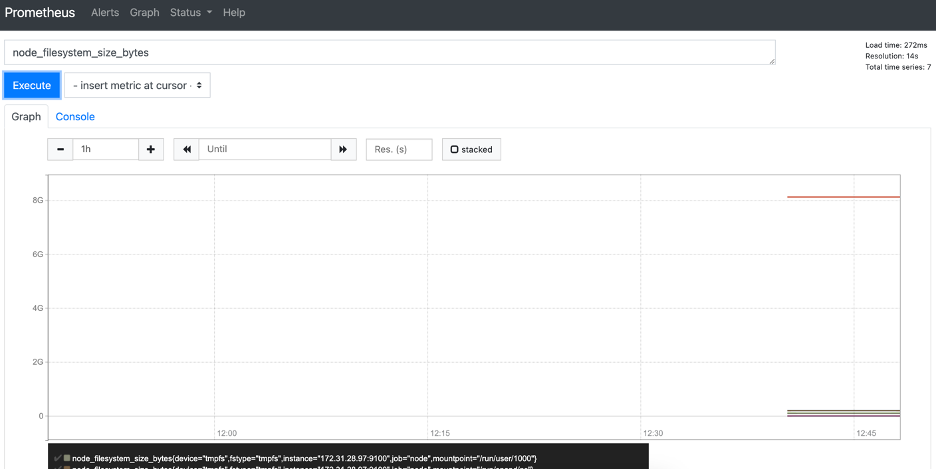 Prometheus Alerts Graph Status Help
node_filesystem_size_bytes
Load time: 272ms
Resolution: 14s
Total time series: 7
Execute - insert metric at cursor -
Graph Console
1h Until Res. (s) stacked
8G
6G
4G
2G
0
12:00 12:15 12:30 12:45
node_filesystem_size_bytes{device="tmpfs",fstype="tmpfs",instance="172.31.28.97:9100",job="node",mountpoint="/run/user/1000"}